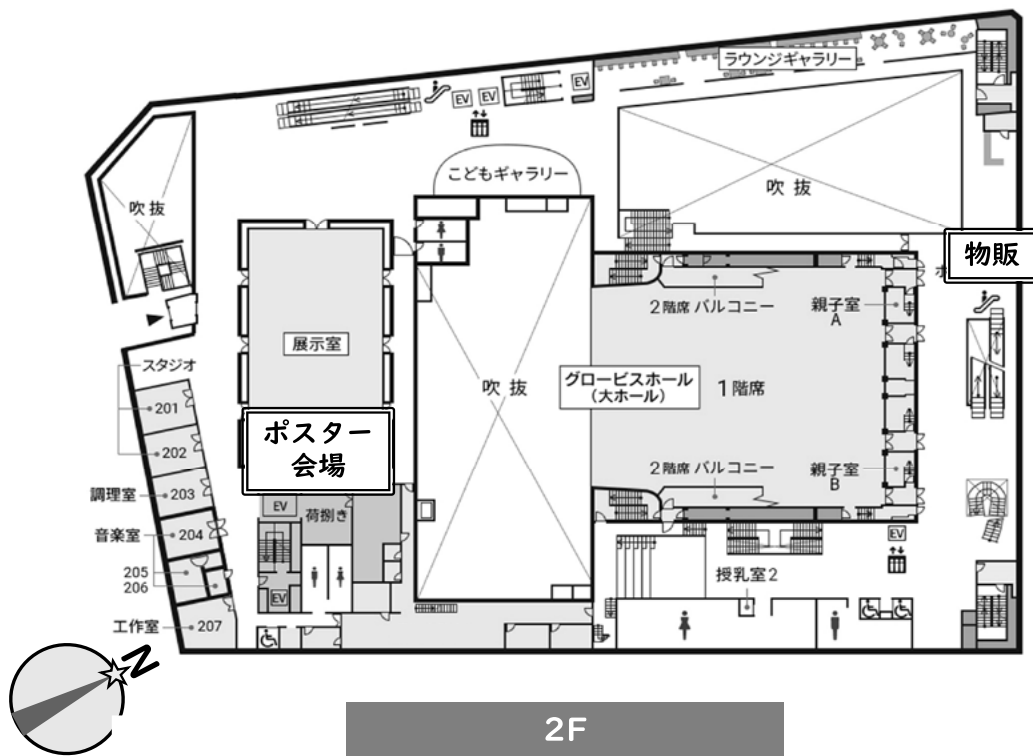 ラウンジギャラリー
EV
EV
EV
こどもギャラリー
吹抜
吹抜
物販
ホ
2階席 バルコニー
親子室
A
展示室
スタジオ
吹抜
グロービスホール
(大ホール)
1階席
201
ポスター
会場
202
2階席 バルコニー
親子室
B
調理室
203
EV
荷捌き
音楽室
204
EV
205
206
授乳室2
EV
工作室
207
N
2F